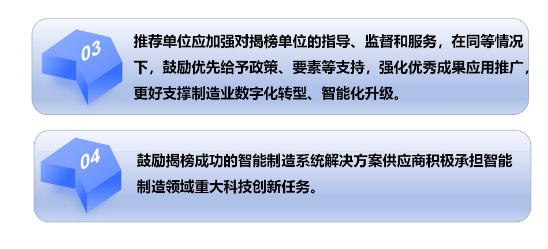 03
推荐单位应加强对揭榜单位的指导、监督和服务，在同等情况
下，鼓励优先给予政策、要素等支持，强化优秀成果应用推广，
更好支撑制造业数字化转型、智能化升级。
04
鼓励揭榜成功的智能制造系统解决方案供应商积极承担智能
制造领域重大科技创新任务。